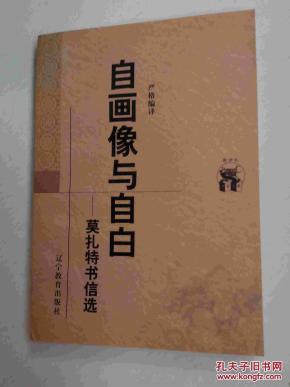 自画像与自白
——莫扎特书信选
严格编译
辽宁教育出版社
孔夫子旧书网